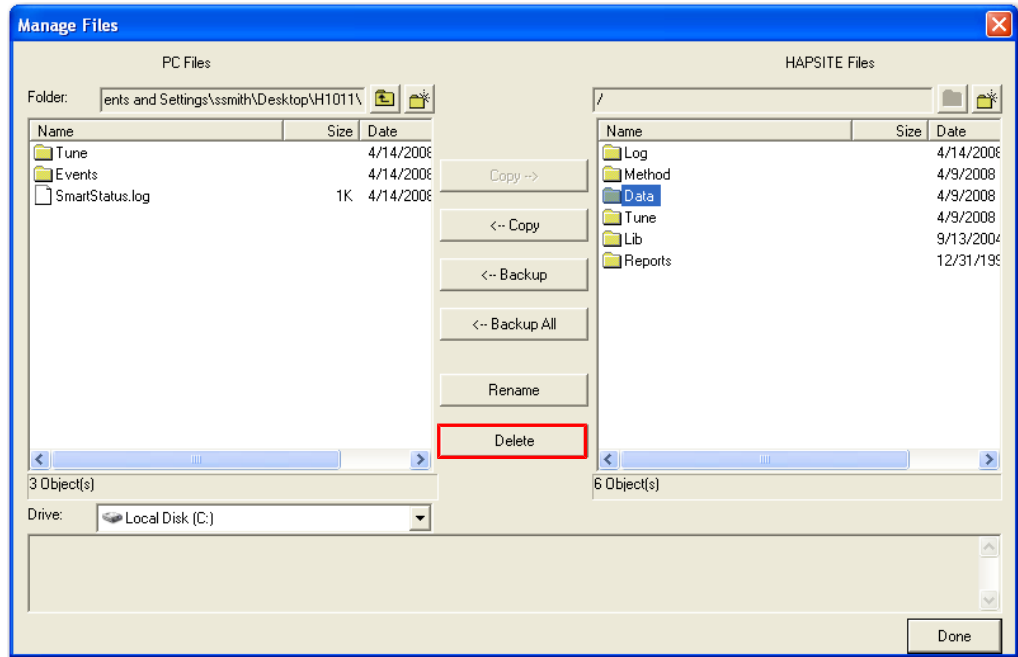 Manage Files
PC Files
HAPSITE Files
Folder:
ents and Settings\ssmith\Desktop\H1011\
/
Name Size Date
Tune 4/14/2008
Events 4/14/2008
SmartStatus.log 1K 4/14/2008
3 Object(s)
Drive:
Local Disk (C:)
Copy -->
<-- Copy
<-- Backup
<-- Backup All
Rename
Delete
Name Size Date
Log 4/14/2008
Method 4/9/2008
Data 4/9/2008
Tune 4/9/2008
Lib 9/13/2004
Reports 12/31/199
6 Object(s)
Done